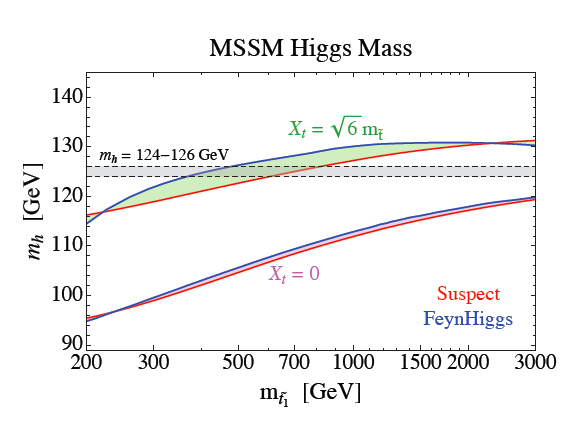 MSSM Higgs Mass
140
130
120
110
100
90
m_h [GeV]
X_t = √6 m_t̃
m_h = 124–126 GeV
X_t = 0
Suspect
FeynHiggs
200 300 500 700 1000 1500 2000 3000
m_t̃₁ [GeV]